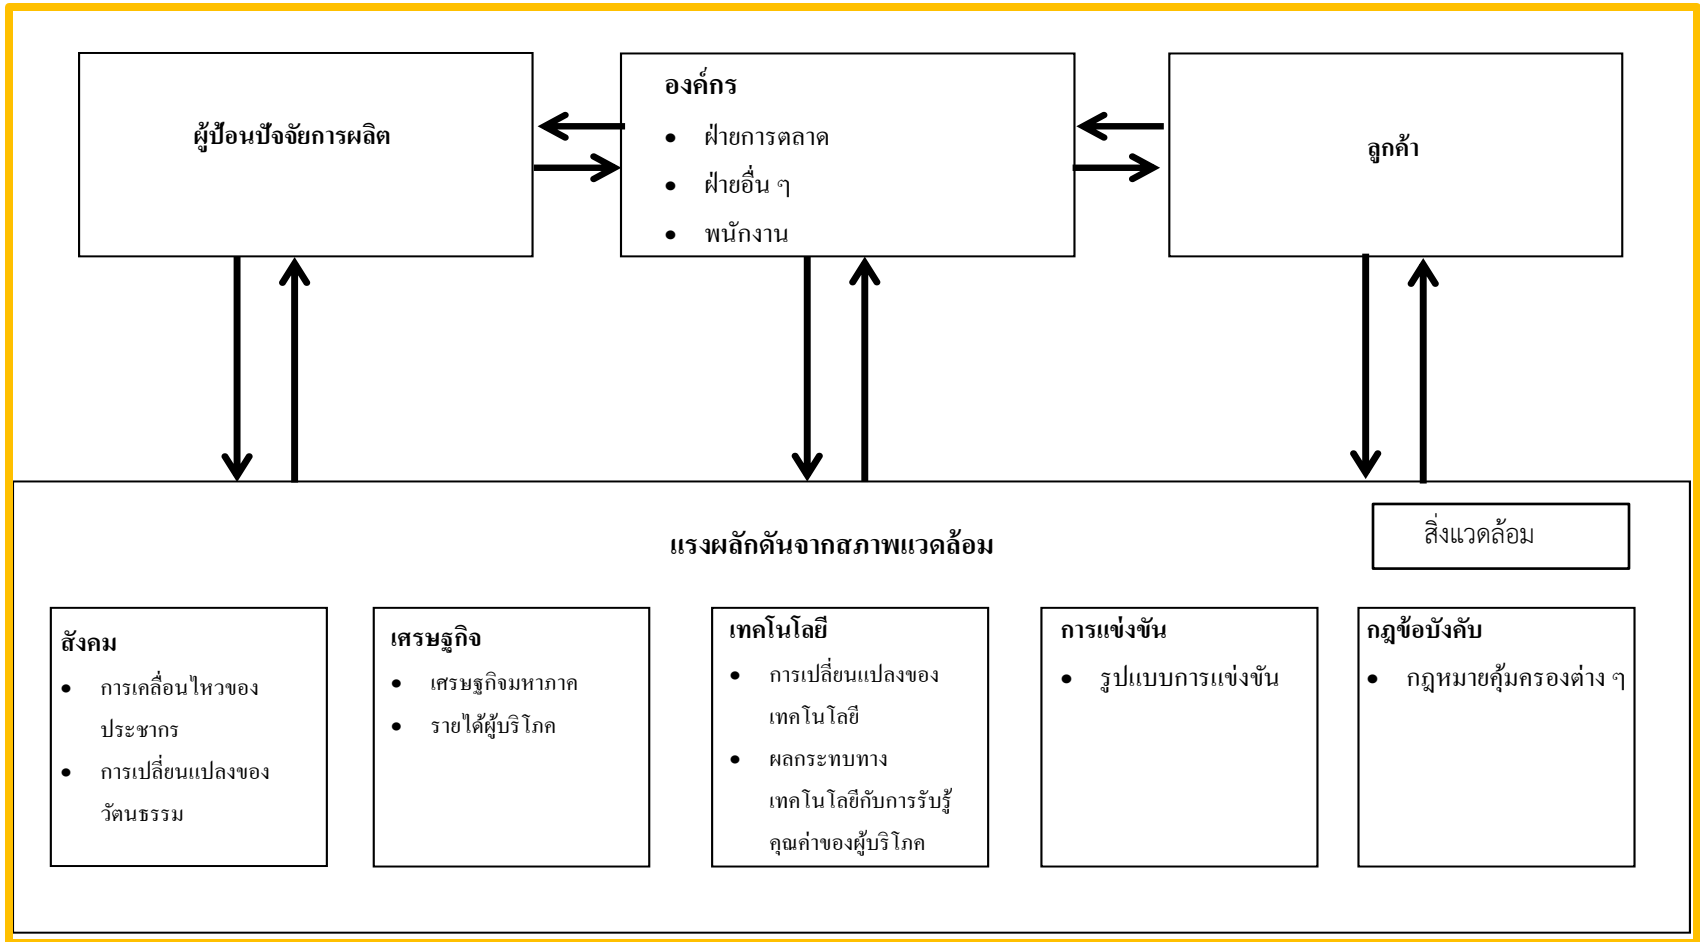 ผู้ป้อนปัจจัยการผลิต
องค์กร
ฝ่ายการตลาด
ฝ่ายอื่น ๆ
พนักงาน
ลูกค้า
แรงผลักดันจากสภาพแวดล้อม
สิ่งแวดล้อม
สังคม
การเคลื่อนไหวของ
ประชากร
การเปลี่ยนแปลงของ
วัตนธรรม
เศรษฐกิจ
เศรษฐกิจมหาภาค
รายได้ผู้บริโภค
เทคโนโลยี
การเปลี่ยนแปลงของ
เทคโนโลยี
ผลกระทบทาง
เทคโนโลยีกับการรับรู้
คุณค่าของผู้บริโภค
การแข่งขัน
รูปแบบการแข่งขัน
กฎข้อบังคับ
กฎหมายคุ้มครองต่าง ๆ